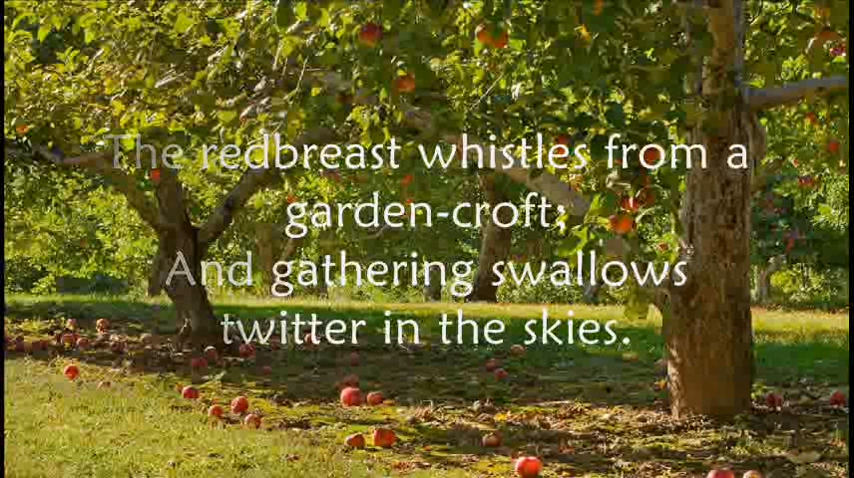 The redbreast whistles from a
garden-croft;
And gathering swallows
twitter in the skies.